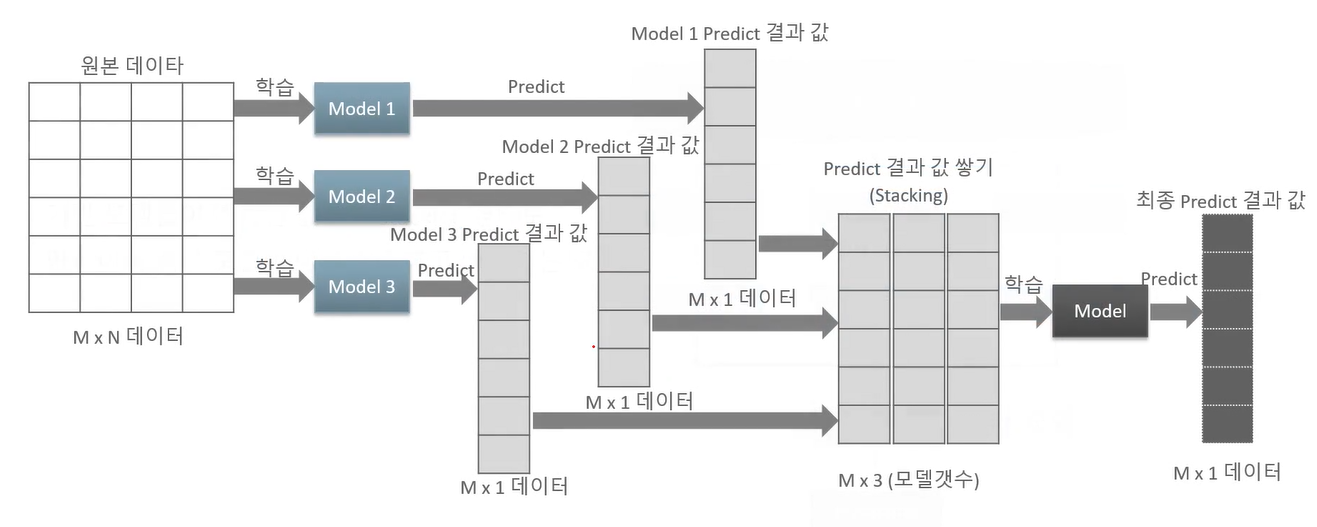 Model 1 Predict 결과 값
원본 데이타
학습
Model 1
Predict
Model 2 Predict 결과 값
학습
Model 2
Predict
Predict 결과 값 쌓기
(Stacking)
최종 Predict 결과 값
Model 3 Predict 결과 값
학습
Model 3
Predict
M x 1 데이터
학습
Model
Predict
M x N 데이터
M x 1 데이터
M x 1 데이터
M x 3 (모델갯수)
M x 1 데이터